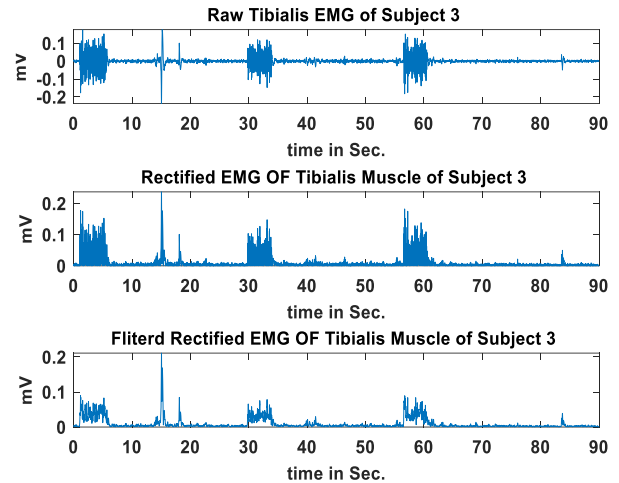 Raw Tibialis EMG of Subject 3
mV
0.1
0
-0.1
-0.2
0 10 20 30 40 50 60 70 80 90
time in Sec.
Rectified EMG OF Tibialis Muscle of Subject 3
mV
0.2
0.1
0
0 10 20 30 40 50 60 70 80 90
time in Sec.
Fliterd Rectified EMG OF Tibialis Muscle of Subject 3
mV
0.2
0.1
0
0 10 20 30 40 50 60 70 80 90
time in Sec.